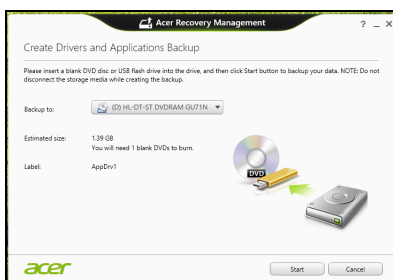 Acer Recovery Management
Create Drivers and Applications Backup
Please insert a blank DVD disc or USB flash drive into the drive, and then click Start button to backup your data. NOTE: Do not
disconnect the storage media while creating the backup.
Backup to: (D) HL-DT-ST DVDRAM GU71N
Estimated size: 1.39 GB
You will need 1 blank DVDs to burn.
Label: AppDrv1
DVD
acer Start Cancel